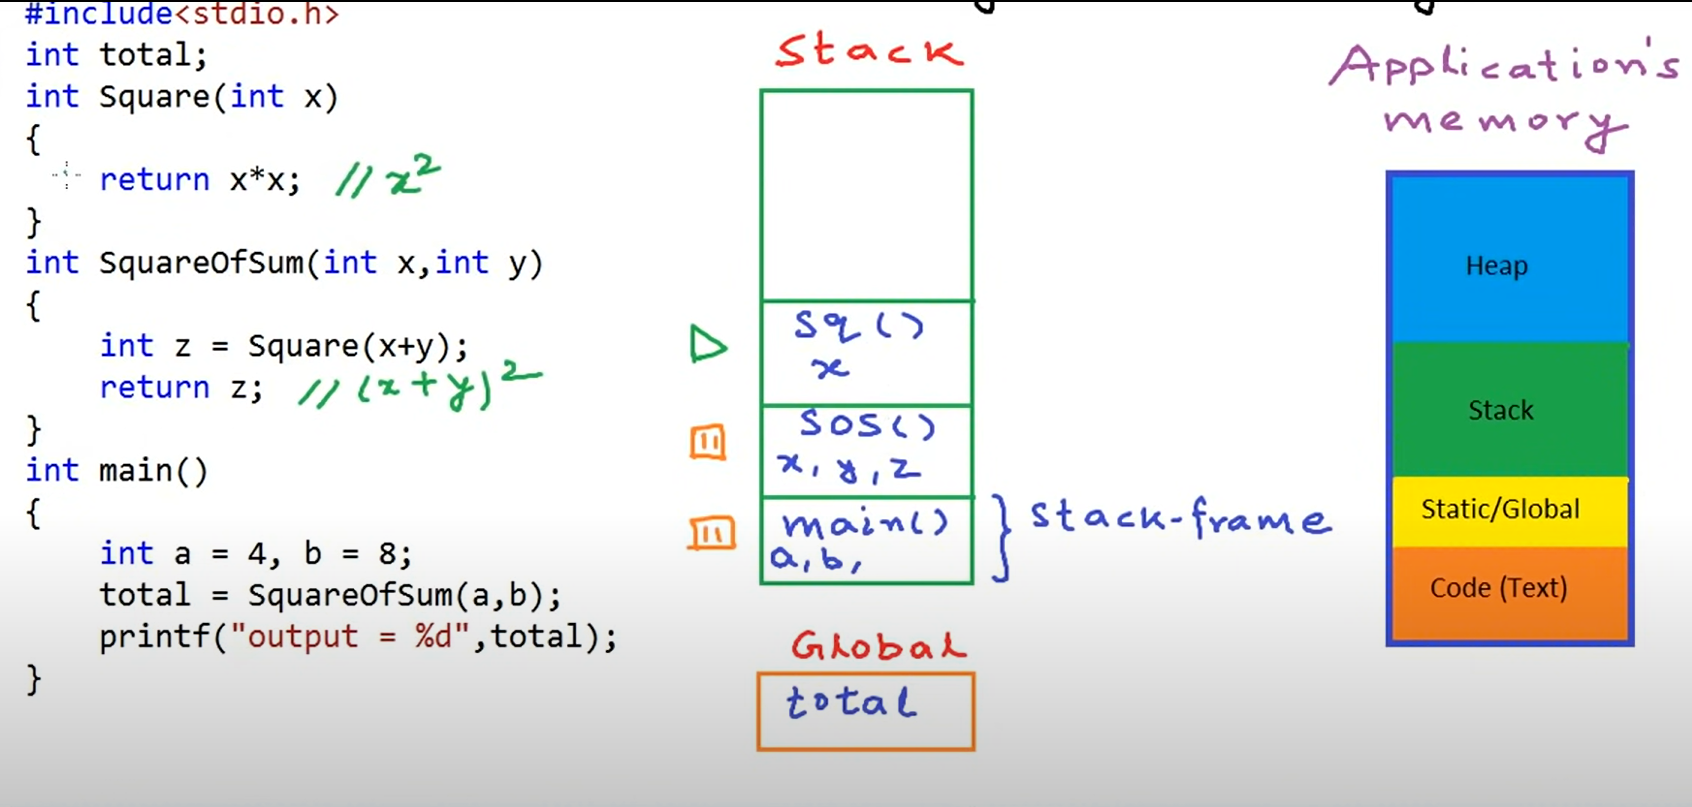 #include<stdio.h>
int total;
int Square(int x)
{
return x*x; //x²
}
int SquareOfSum(int x,int y)
{
int z = Square(x+y);
return z; //(x+y)²
}
int main()
{
int a = 4, b = 8;
total = SquareOfSum(a,b);
printf("output = %d",total);
}
Stack
Sq()
x
SOS()
x, y, z
main()
a, b,
} stack-frame
Global
total
Application's
memory
Heap
Stack
Static/Global
Code (Text)